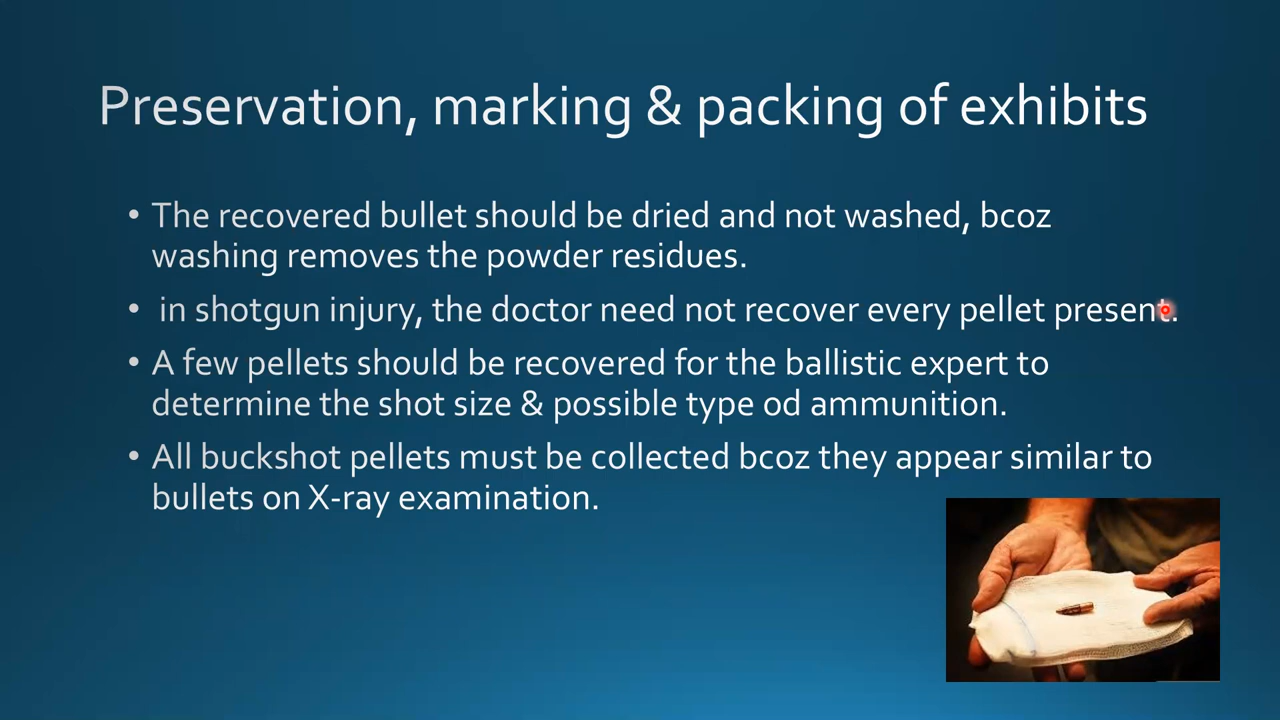 Preservation, marking & packing of exhibits
• The recovered bullet should be dried and not washed, bcoz
washing removes the powder residues.
• in shotgun injury, the doctor need not recover every pellet present.
• A few pellets should be recovered for the ballistic expert to
determine the shot size & possible type od ammunition.
• All buckshot pellets must be collected bcoz they appear similar to
bullets on X-ray examination.